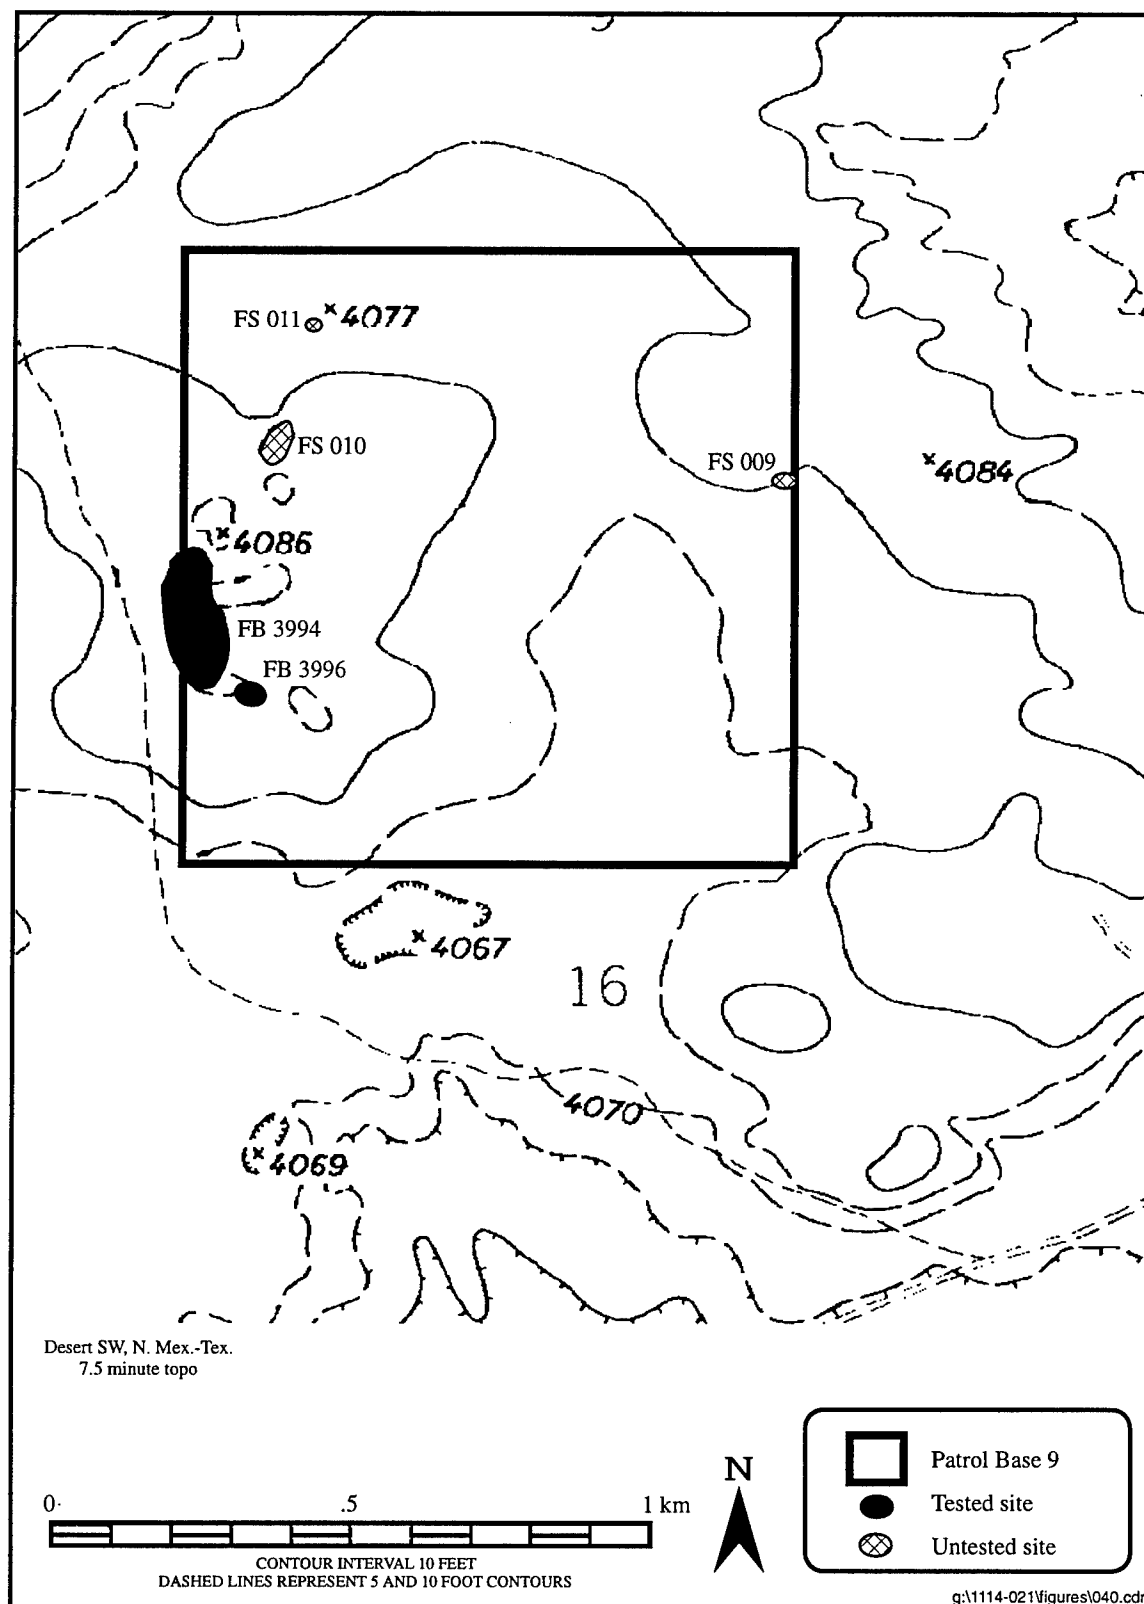 FS 011
4077
FS 010
FS 009
4084
4086
FB 3994
FB 3996
4067
16
4070
4069
Desert SW, N. Mex.-Tex.
7.5 minute topo
N
Patrol Base 9
Tested site
Untested site
0
.5
1 km
CONTOUR INTERVAL 10 FEET
DASHED LINES REPRESENT 5 AND 10 FOOT CONTOURS
g:\1114-021\figures\040.cdr